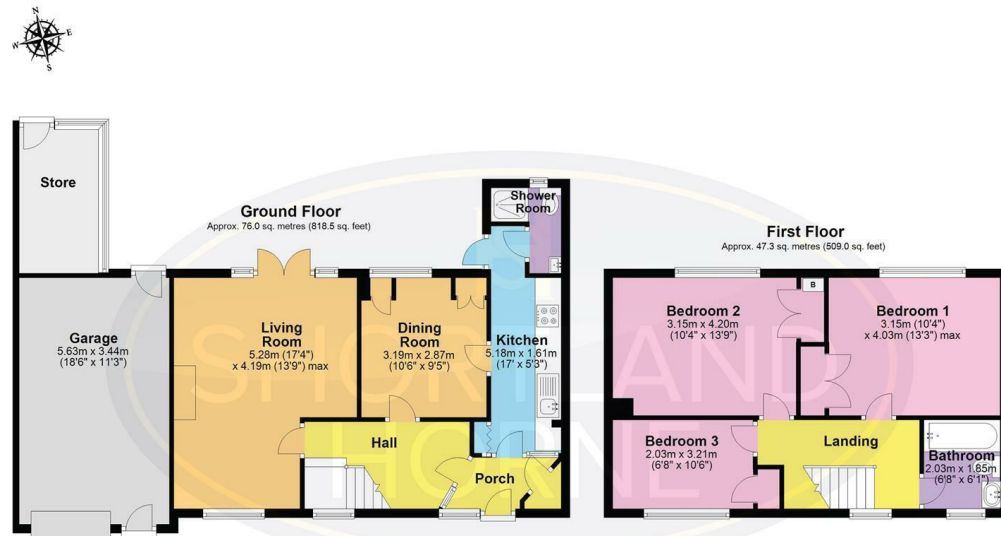 N
W
E
S
Store
Ground Floor
Approx. 76.0 sq. metres (818.5 sq. feet)
Shower
Room
First Floor
Approx. 47.3 sq. metres (509.0 sq. feet)
Garage
5.63m x 3.44m
(18'6" x 11'3")
Living
Room
5.28m (17'4")
x 4.19m (13'9") max
Dining
Room
3.19m x 2.87m
(10'6" x 9'5")
Kitchen
5.18m x 1.61m
(17' x 5'3")
Hall
Porch
Bedroom 2
3.15m x 4.20m
(10'4" x 13'9")
B
Bedroom 1
3.15m (10'4")
x 4.03m (13'3") max
Bedroom 3
2.03m x 3.21m
(6'8" x 10'6")
Landing
Bathroom
2.03m x 1.85m
(6'8" x 6'1")
SHORTLAND
HORNE